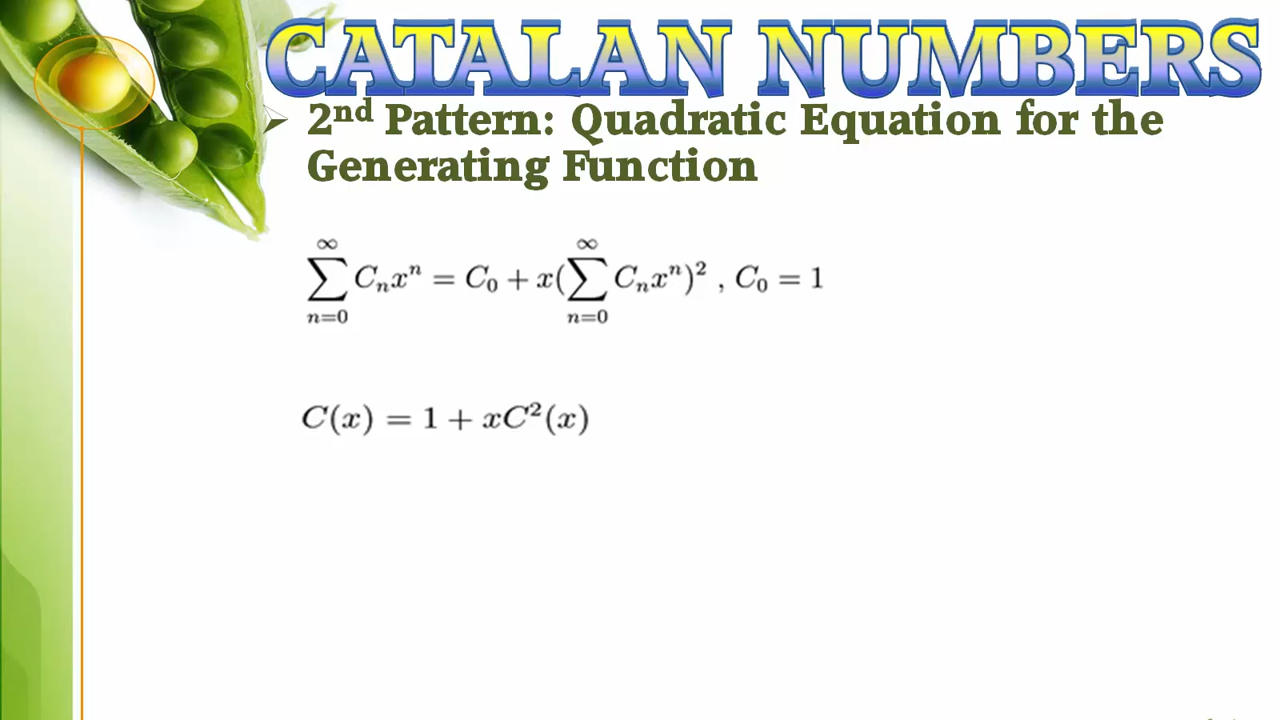 CATALAN NUMBERS
➢ 2nd Pattern: Quadratic Equation for the
Generating Function
∑_{n=0}^{∞} C_n x^n = C_0 + x(∑_{n=0}^{∞} C_n x^n)^2 , C_0 = 1
C(x) = 1 + xC^2(x)